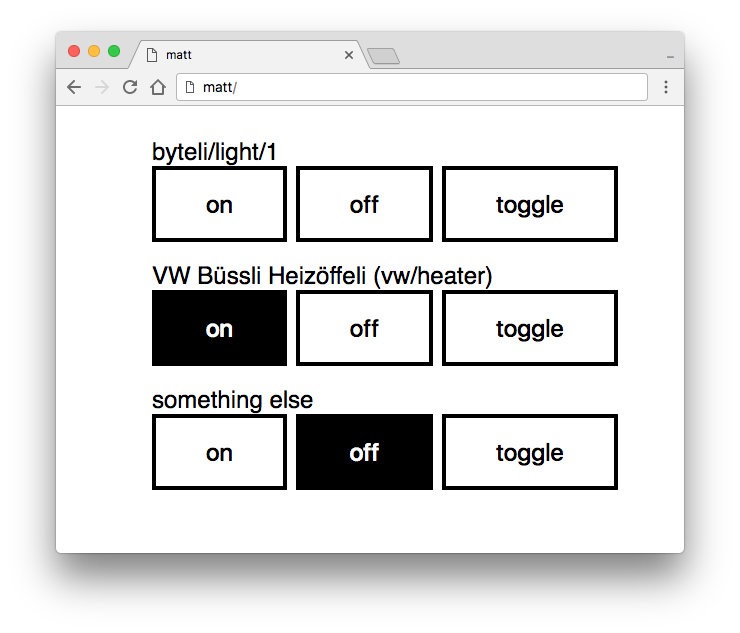 matt
matt/
byteli/light/1
on off toggle
VW Büssli Heizöffeli (vw/heater)
on off toggle
something else
on off toggle